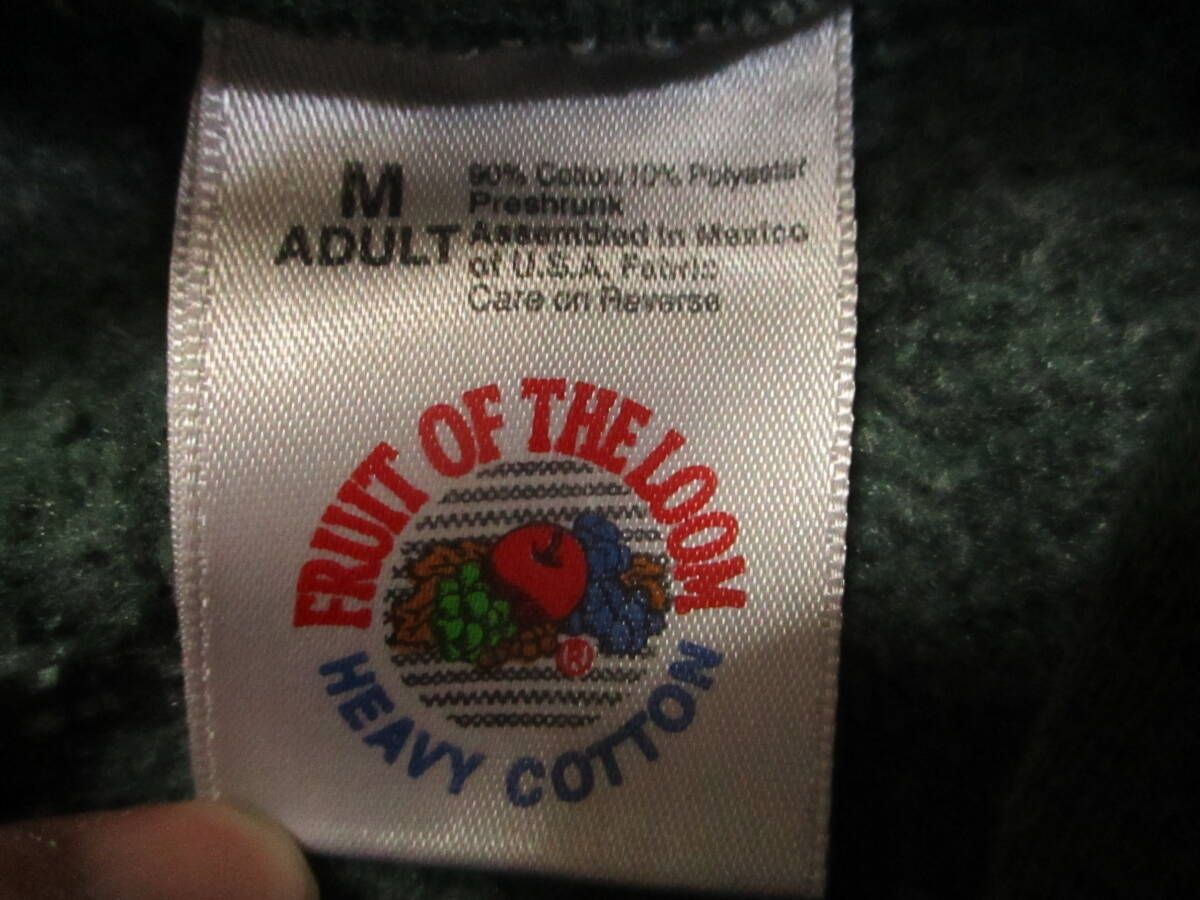 M
ADULT
90% Cotton/10% Polyester
Preshrunk
Assembled in Mexico
of U.S.A. Fabric
Care on Reverse
FRUIT OF THE LOOM
®
HEAVY COTTON